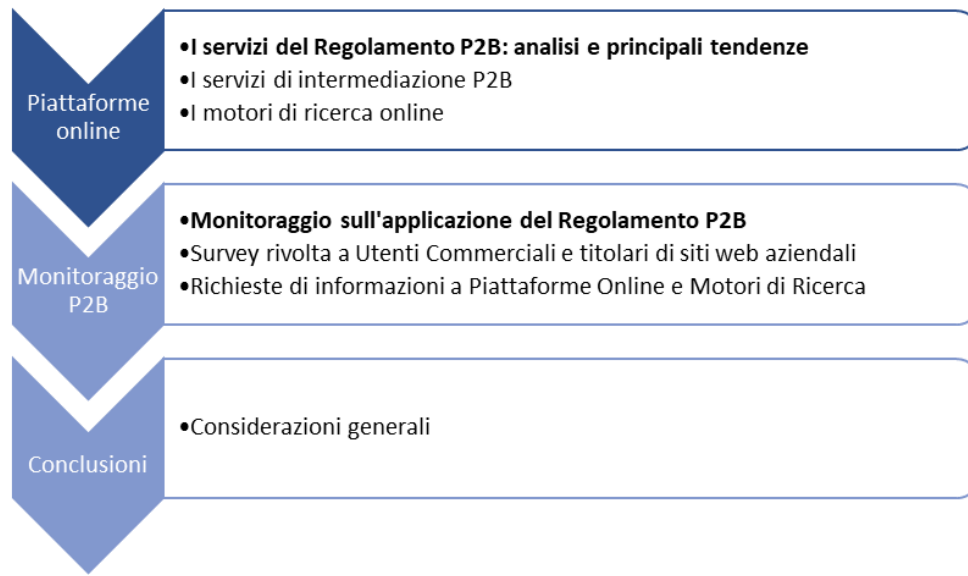 Piattaforme
online
•I servizi del Regolamento P2B: analisi e principali tendenze
•I servizi di intermediazione P2B
•I motori di ricerca online
Monitoraggio
P2B
•Monitoraggio sull'applicazione del Regolamento P2B
•Survey rivolta a Utenti Commerciali e titolari di siti web aziendali
•Richieste di informazioni a Piattaforme Online e Motori di Ricerca
Conclusioni
•Considerazioni generali